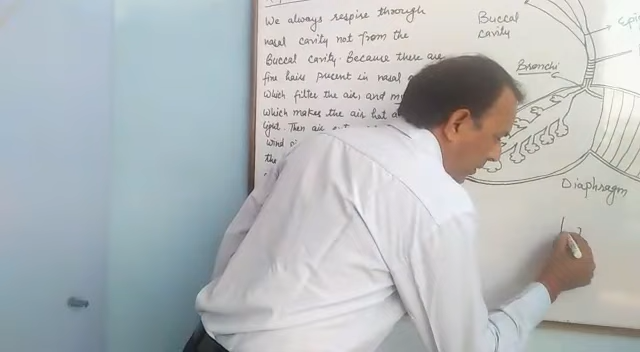 We always respire through
nasal cavity not from the
Buccal cavity. Because there are
fine hairs present in nasal
which filter the air, and
which makes the air hot
Then air
wind
the
Buccal
cavity
Bronchi
Diaphragm